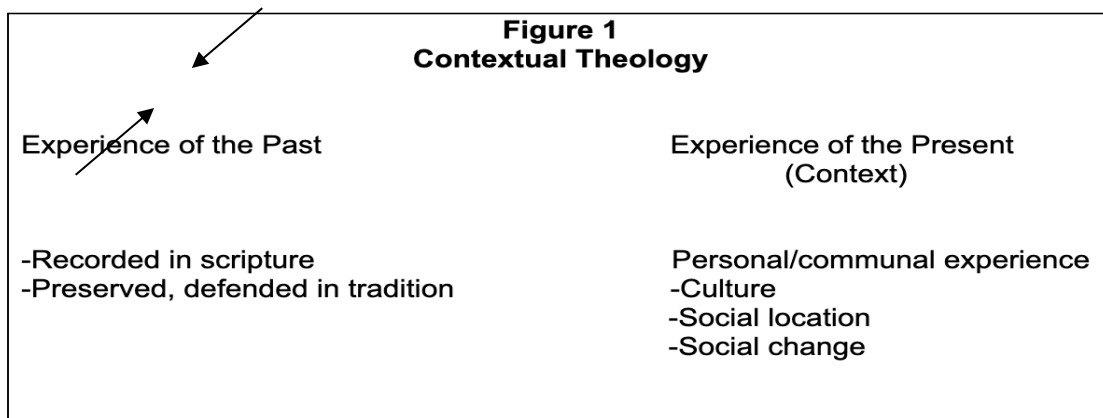 Figure 1
Contextual Theology
Experience of the Past
Experience of the Present
(Context)
-Recorded in scripture
-Preserved, defended in tradition
Personal/communal experience
-Culture
-Social location
-Social change